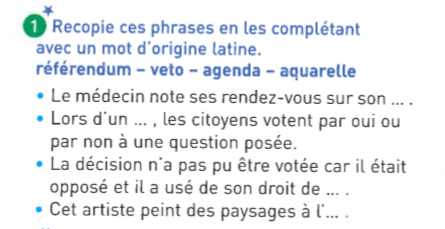 1 Recopie ces phrases en les complétant
avec un mot d'origine latine.
référendum – veto – agenda – aquarelle
• Le médecin note ses rendez-vous sur son ... .
• Lors d'un ... , les citoyens votent par oui ou
par non à une question posée.
• La décision n'a pas pu être votée car il était
opposé et il a usé de son droit de ... .
• Cet artiste peint des paysages à l'... .